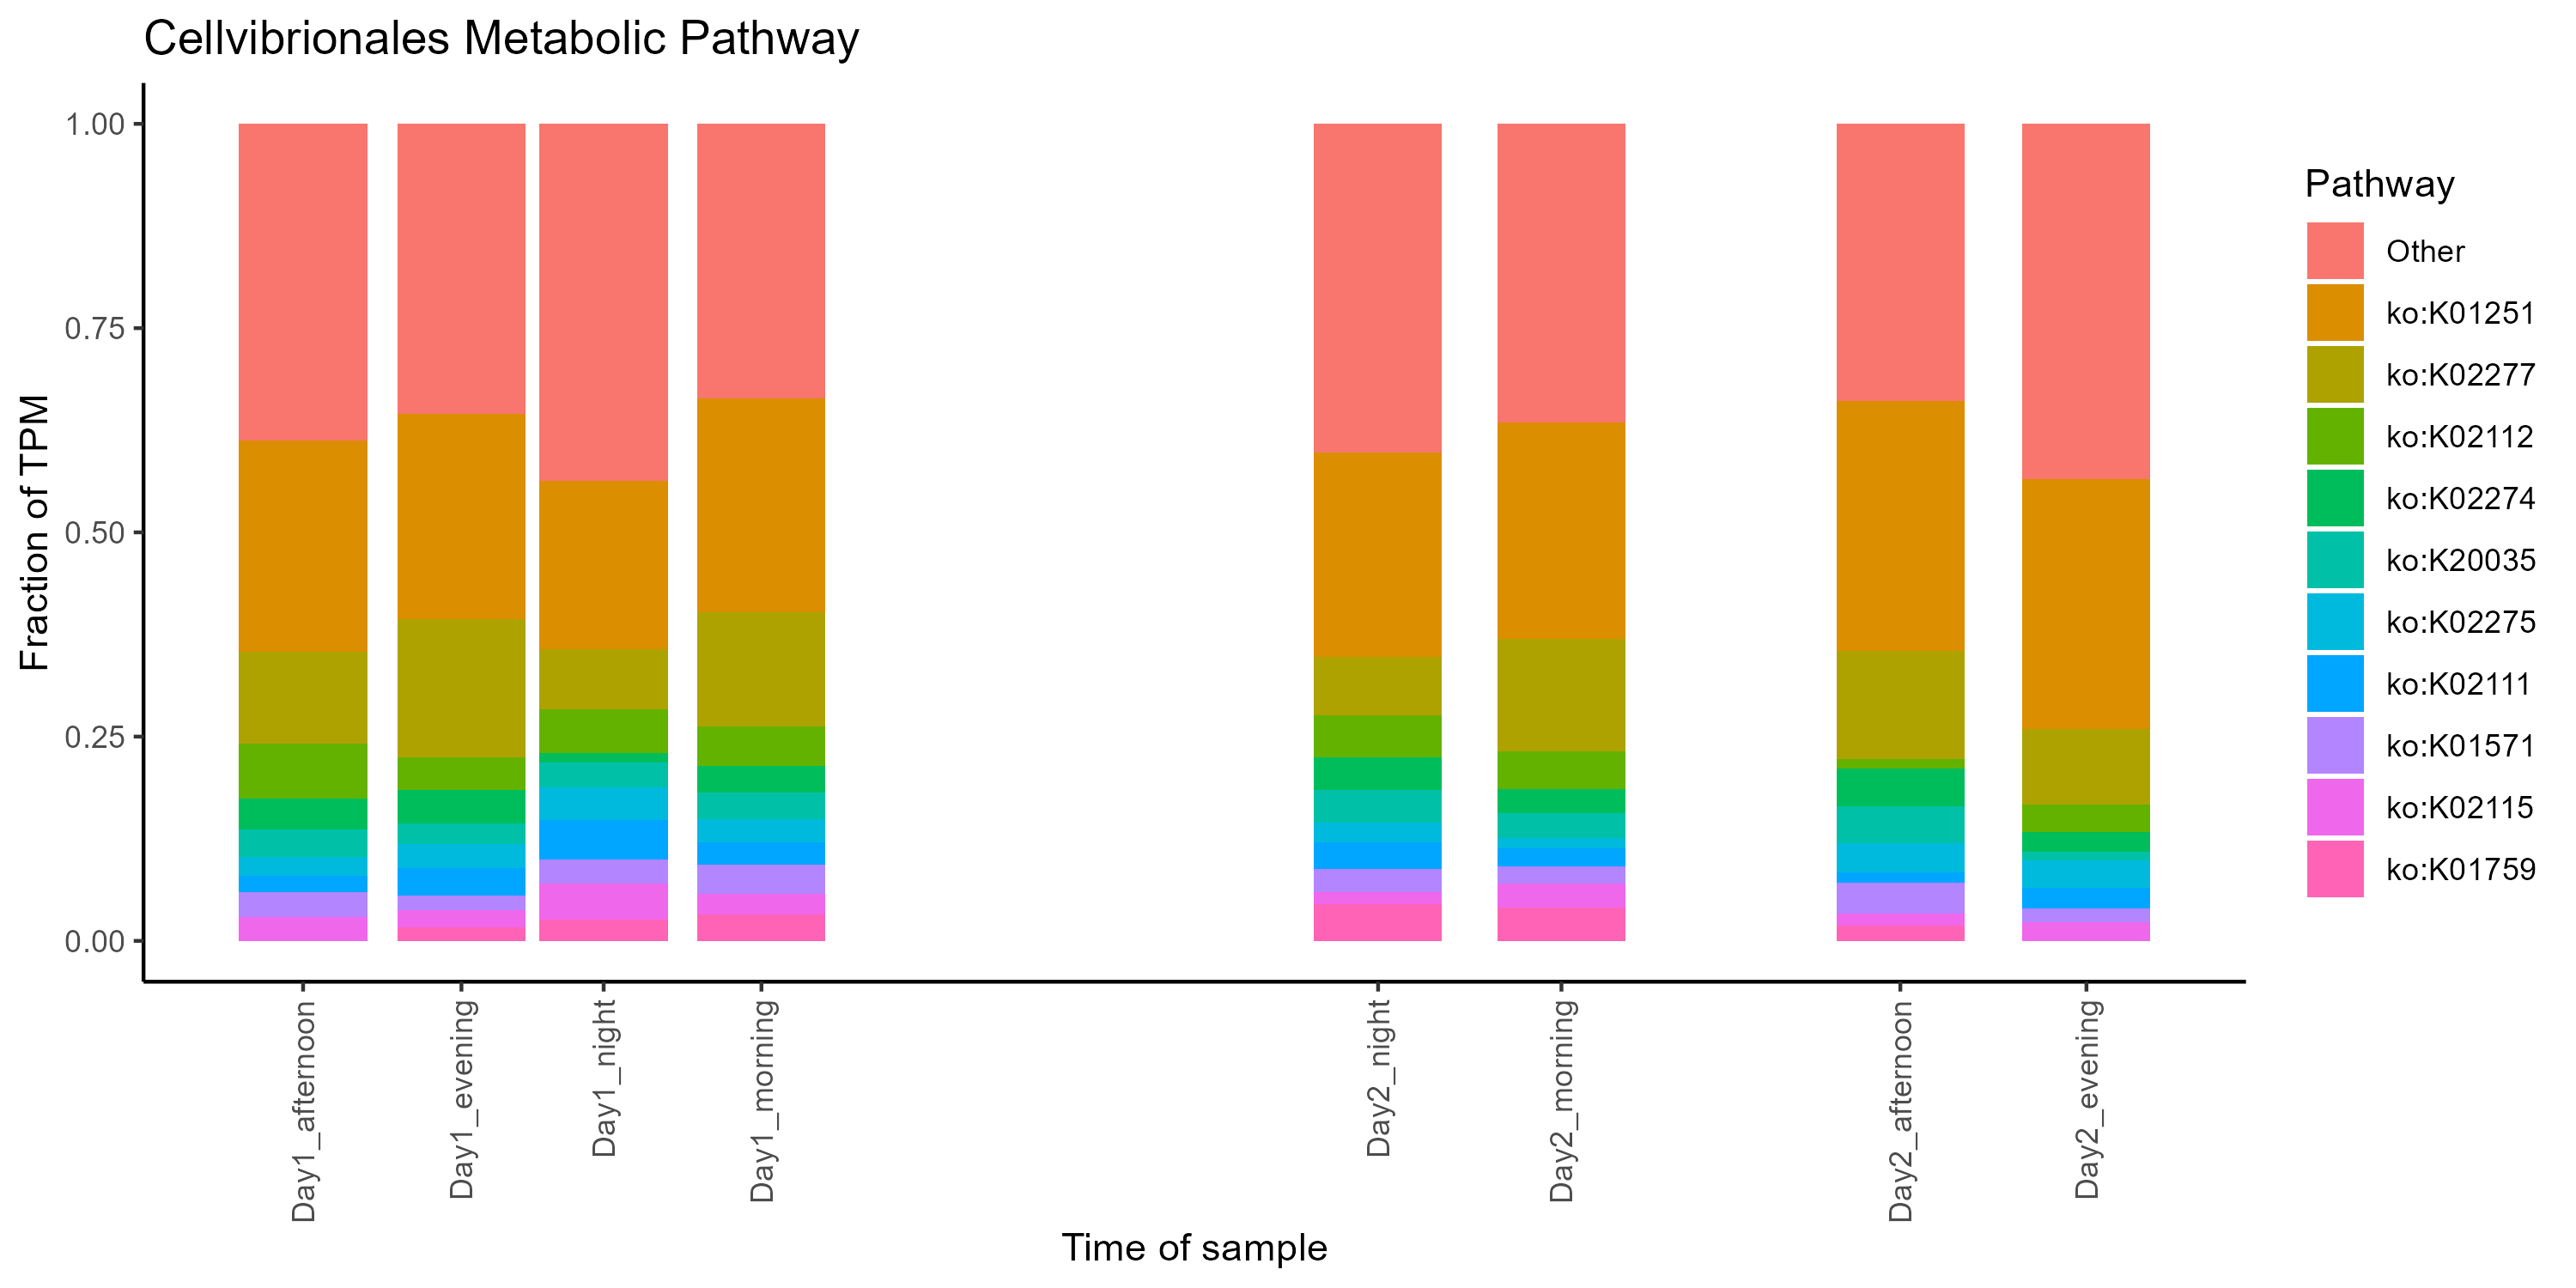 Cellvibrionales Metabolic Pathway
Fraction of TPM
1.00
0.75
0.50
0.25
0.00
Day1_afternoon
Day1_evening
Day1_night
Day1_morning
Day2_night
Day2_morning
Day2_afternoon
Day2_evening
Time of sample
Pathway
Other
ko:K01251
ko:K02277
ko:K02112
ko:K02274
ko:K20035
ko:K02275
ko:K02111
ko:K01571
ko:K02115
ko:K01759